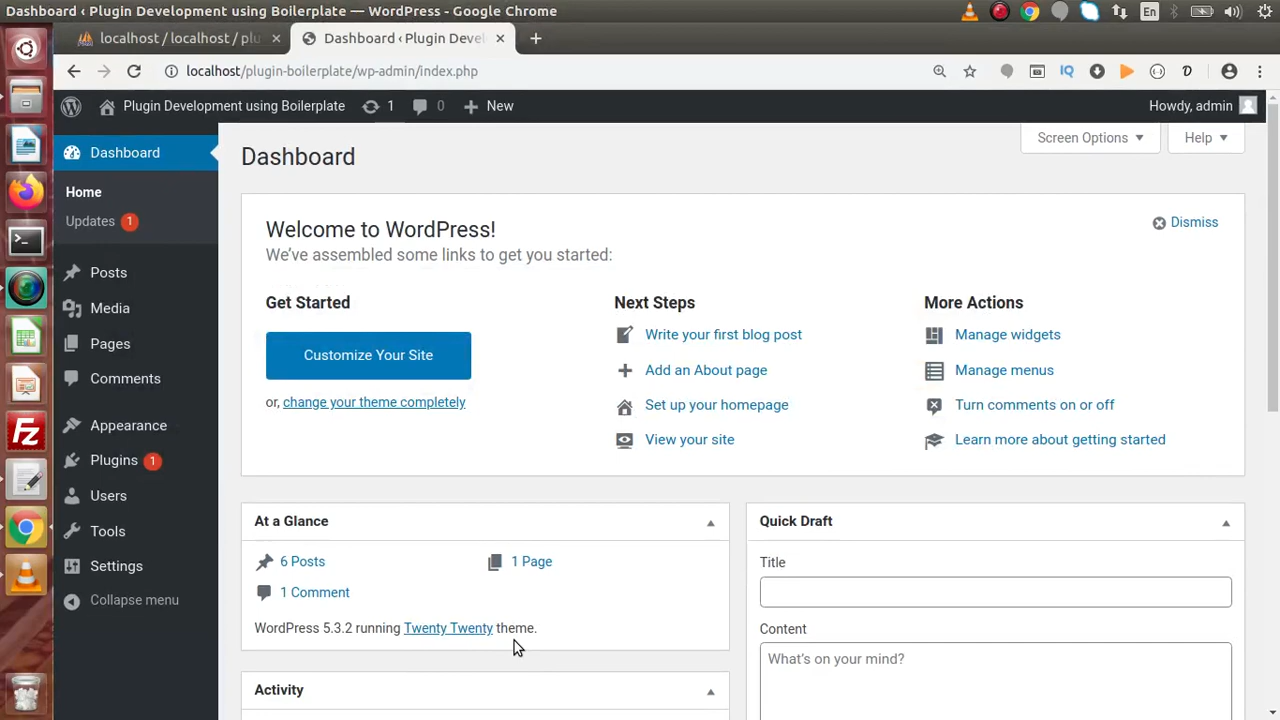 Dashboard ‹ Plugin Development using Boilerplate — WordPress - Google Chrome
En
localhost / localhost / plu
Dashboard ‹ Plugin Devel
localhost/plugin-boilerplate/wp-admin/index.php
IQ
Plugin Development using Boilerplate
1
0
New
Howdy, admin
Dashboard
Home
Updates 1
Posts
Media
Pages
Comments
Appearance
Plugins 1
Users
Tools
Settings
Collapse menu
Screen Options
Help
Dashboard
Welcome to WordPress!
We've assembled some links to get you started:
Dismiss
Get Started
Customize Your Site
or, change your theme completely
Next Steps
Write your first blog post
Add an About page
Set up your homepage
View your site
More Actions
Manage widgets
Manage menus
Turn comments on or off
Learn more about getting started
At a Glance
6 Posts
1 Page
1 Comment
WordPress 5.3.2 running Twenty Twenty theme.
Activity
Quick Draft
Title
Content
What's on your mind?